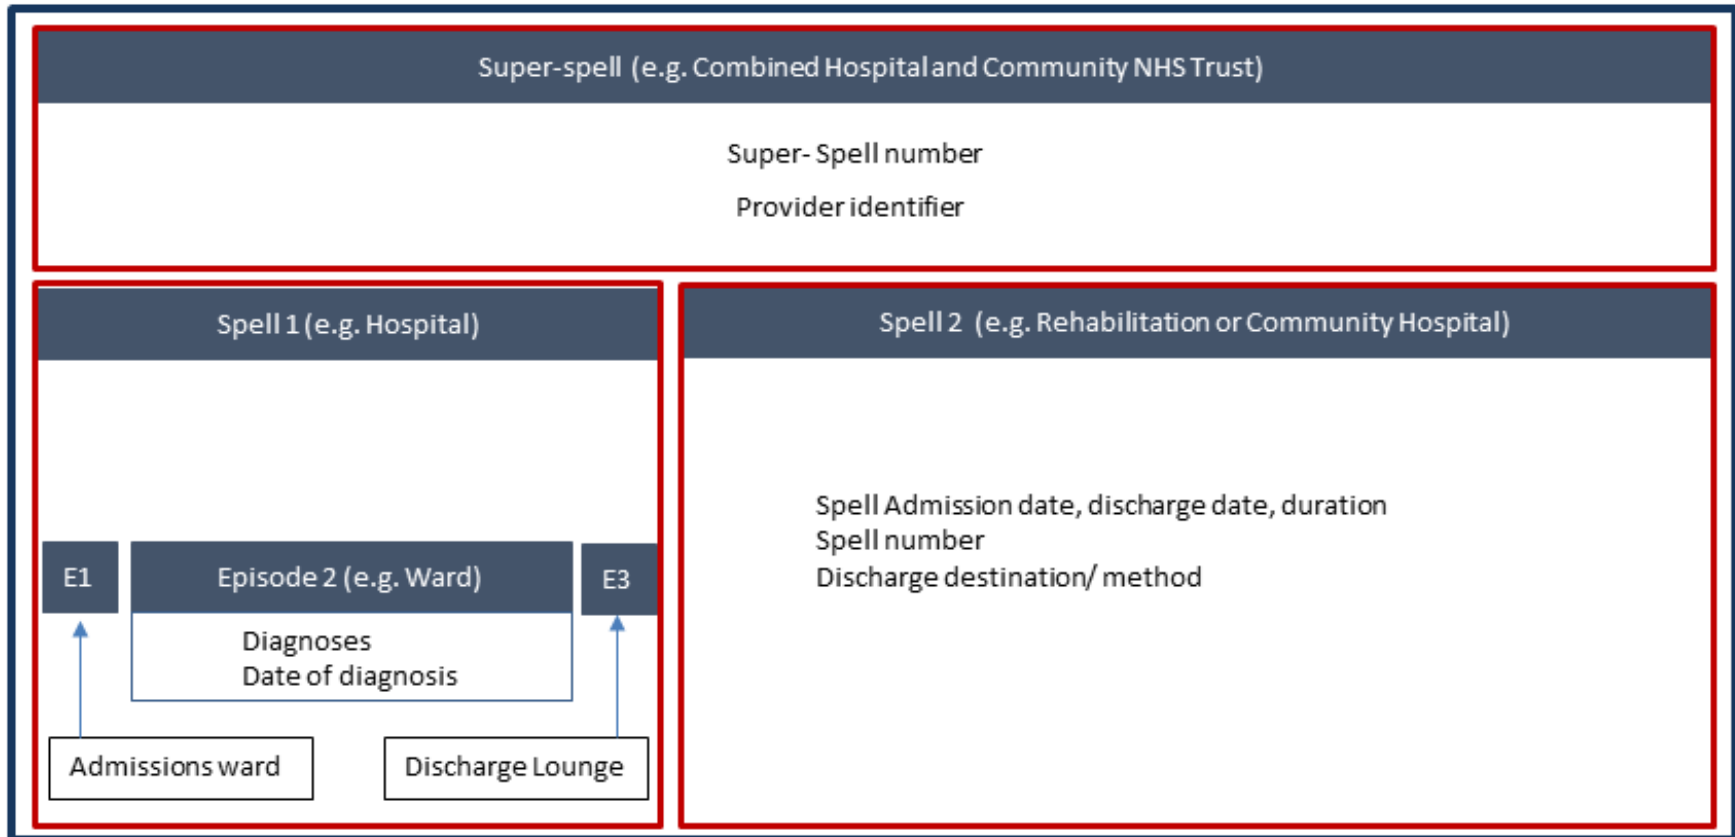 Super-spell (e.g. Combined Hospital and Community NHS Trust)
Super- Spell number
Provider identifier
Spell 1 (e.g. Hospital)
E1
Episode 2 (e.g. Ward)
E3
Diagnoses
Date of diagnosis
Admissions ward
Discharge Lounge
Spell 2 (e.g. Rehabilitation or Community Hospital)
Spell Admission date, discharge date, duration
Spell number
Discharge destination/ method